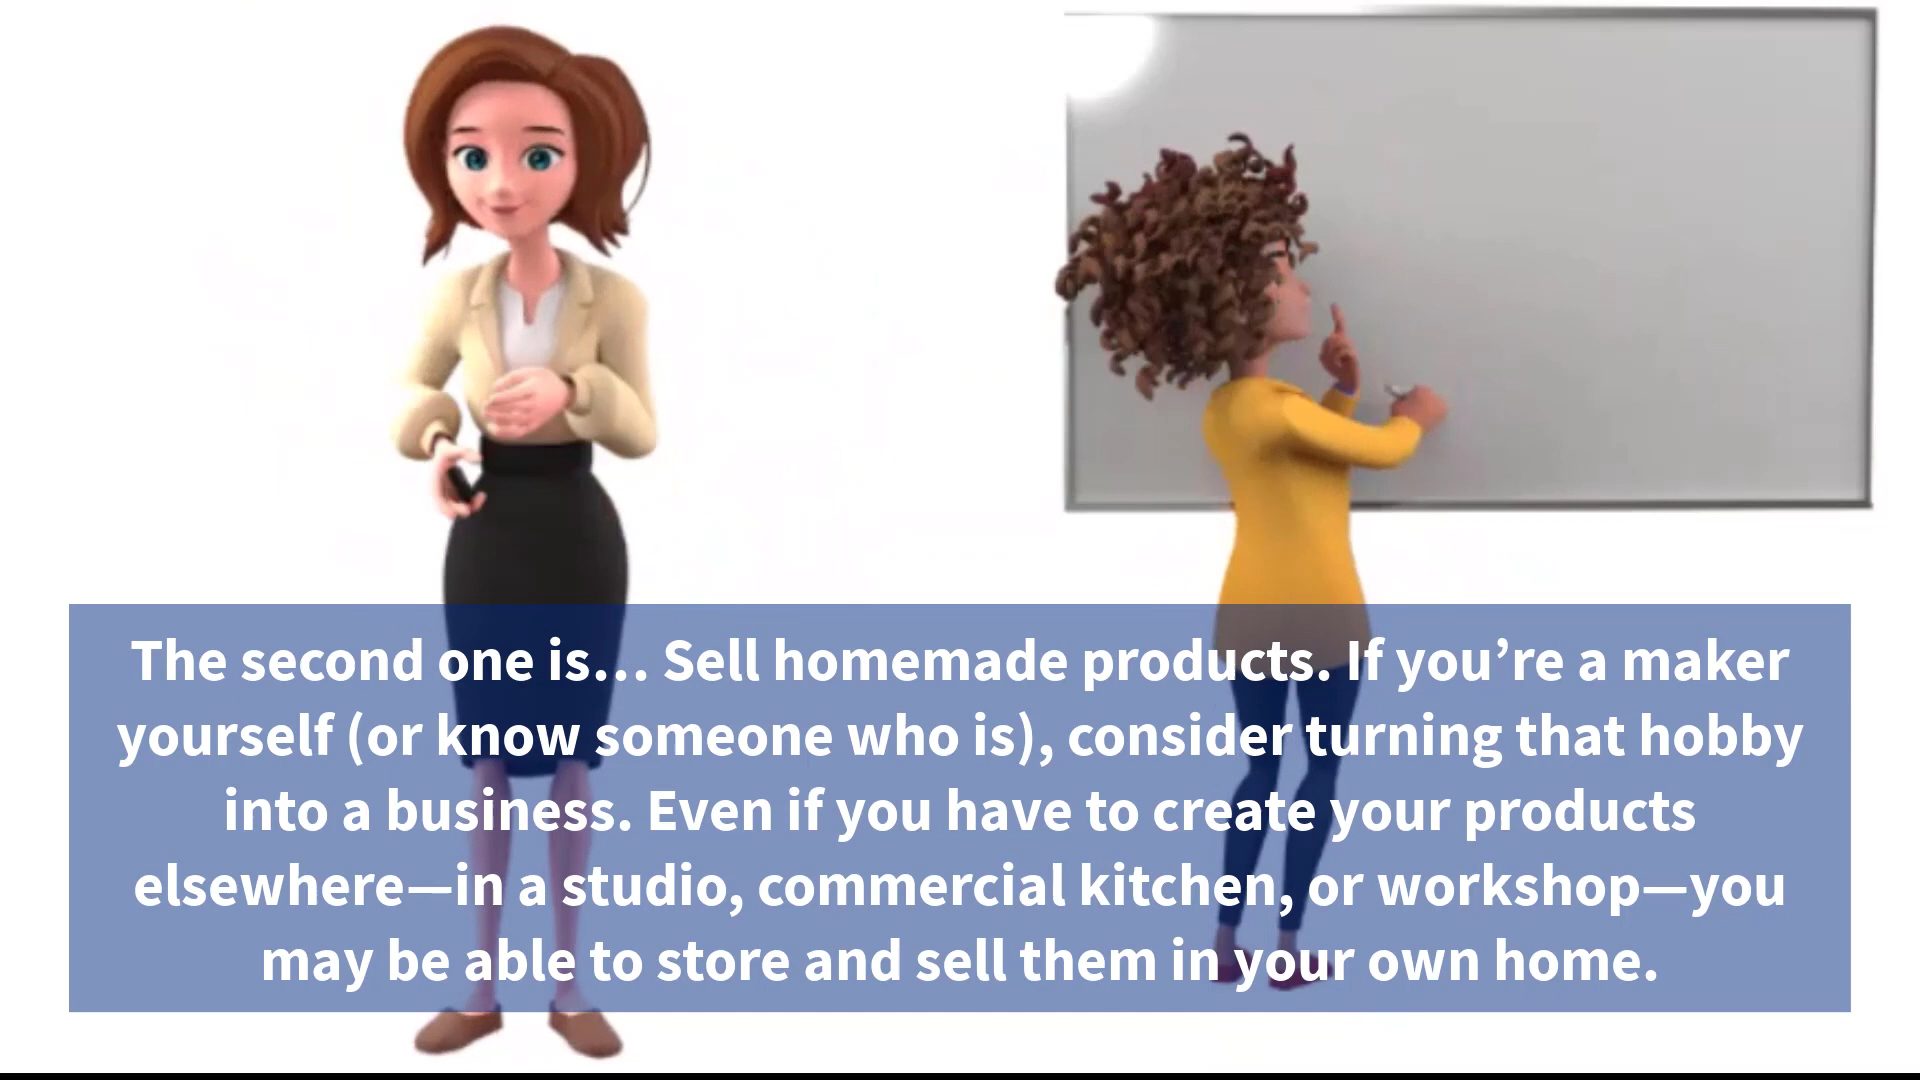 The second one is... Sell homemade products. If you’re a maker
yourself (or know someone who is), consider turning that hobby
into a business. Even if you have to create your products
elsewhere—in a studio, commercial kitchen, or workshop—you
may be able to store and sell them in your own home.